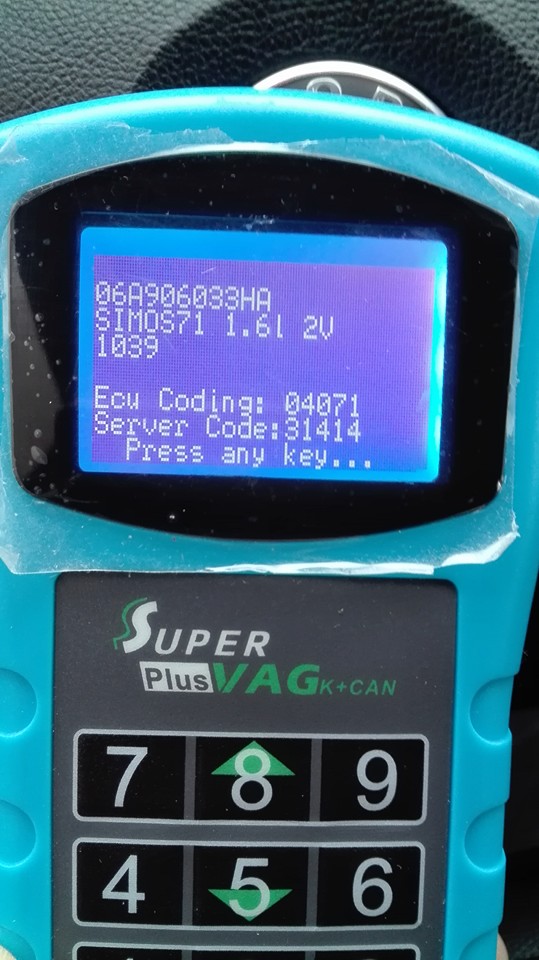 06A906033HA
SIMOS71 1.6l 2V
1039
Ecu Coding: 04071
Server Code:31414
Press any key...
SUPER
Plus VAG K+CAN
7 8 9
4 5 6